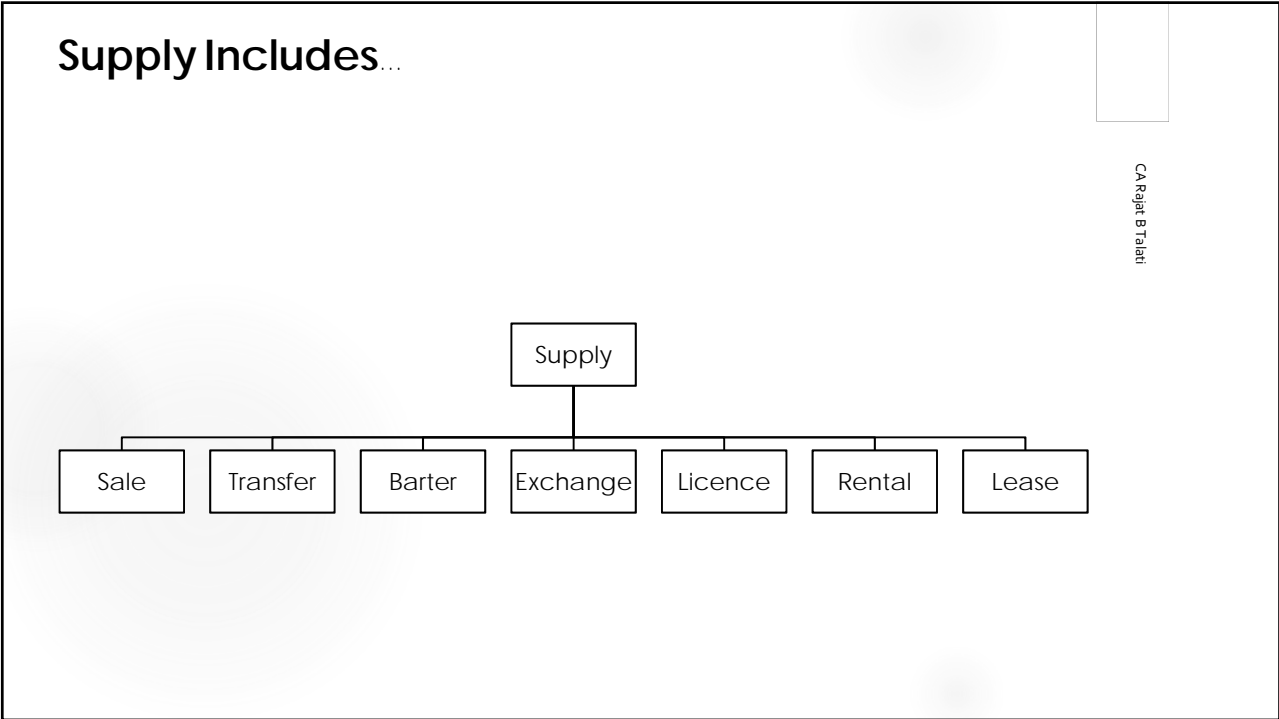 Supply Includes...
CA Rajat B Talati
Supply
Sale
Transfer
Barter
Exchange
Licence
Rental
Lease